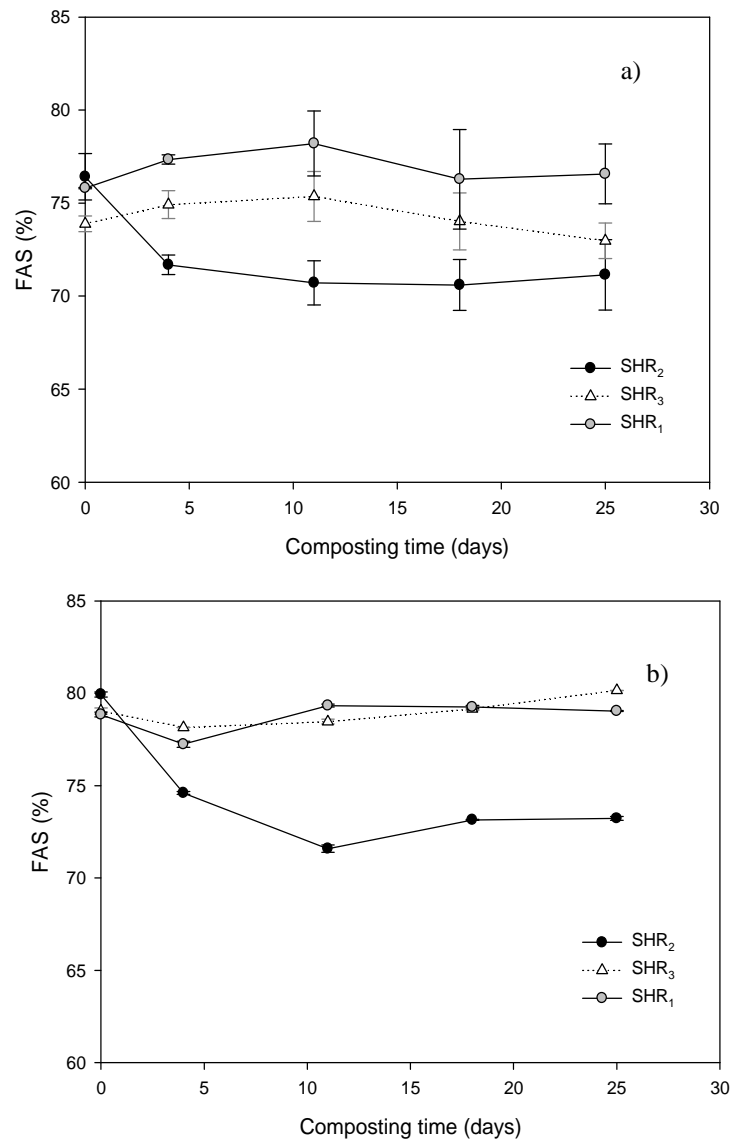 85
a)
80
75
FAS (%)
70
SHR₂
65
SHR₃
SHR₁
60
0 5 10 15 20 25 30
Composting time (days)
85
b)
80
75
FAS (%)
70
SHR₂
65
SHR₃
SHR₁
60
0 5 10 15 20 25 30
Composting time (days)